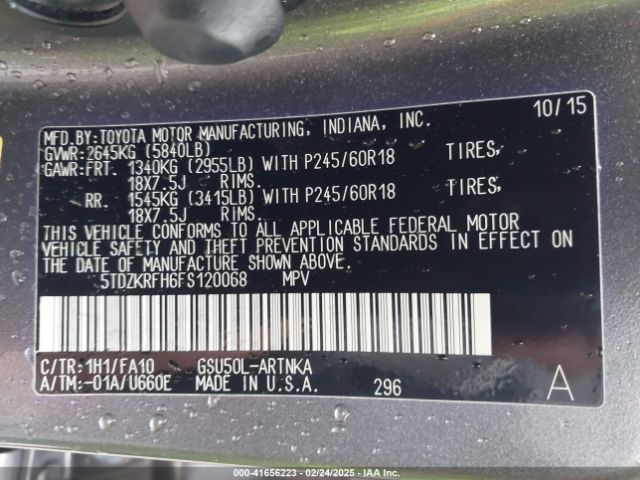 10/15
MFD.BY:TOYOTA MOTOR MANUFACTURING, INDIANA, INC.
GVWR:2645KG (5840LB)
GAWR:FRT. 1340KG (2955LB) WITH P245/60R18 TIRES,
18X7.5J RIMS.
RR. 1545KG (3415LB) WITH P245/60R18 TIRES,
18X7.5J RIMS.
THIS VEHICLE CONFORMS TO ALL APPLICABLE FEDERAL MOTOR
VEHICLE SAFETY AND THEFT PREVENTION STANDARDS IN EFFECT ON
THE DATE OF MANUFACTURE SHOWN ABOVE.
5TDZKRFH6FS120068 MPV
C/TR:1H1/FA10 GSU50L-ARTNKA
A/TM:-01A/U660E MADE IN U.S.A. 296 A
000-41656223 - 02/24/2025 - IAA Inc.